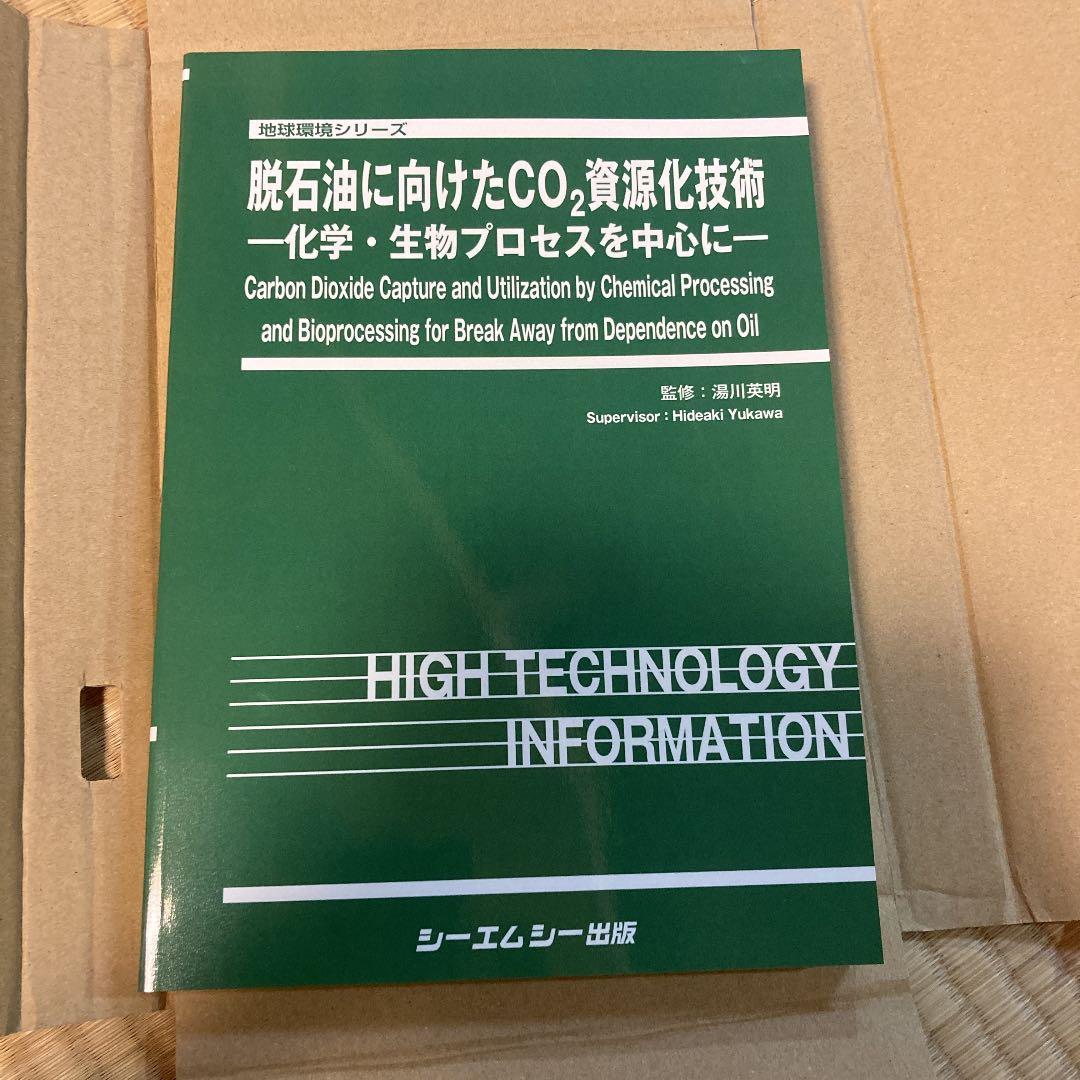 地球環境シリーズ
脱石油に向けたCO₂資源化技術
―化学・生物プロセスを中心に―
Carbon Dioxide Capture and Utilization by Chemical Processing
and Bioprocessing for Break Away from Dependence on Oil
監修：湯川英明
Supervisor : Hideaki Yukawa
HIGH TECHNOLOGY
INFORMATION
シーエムシー出版